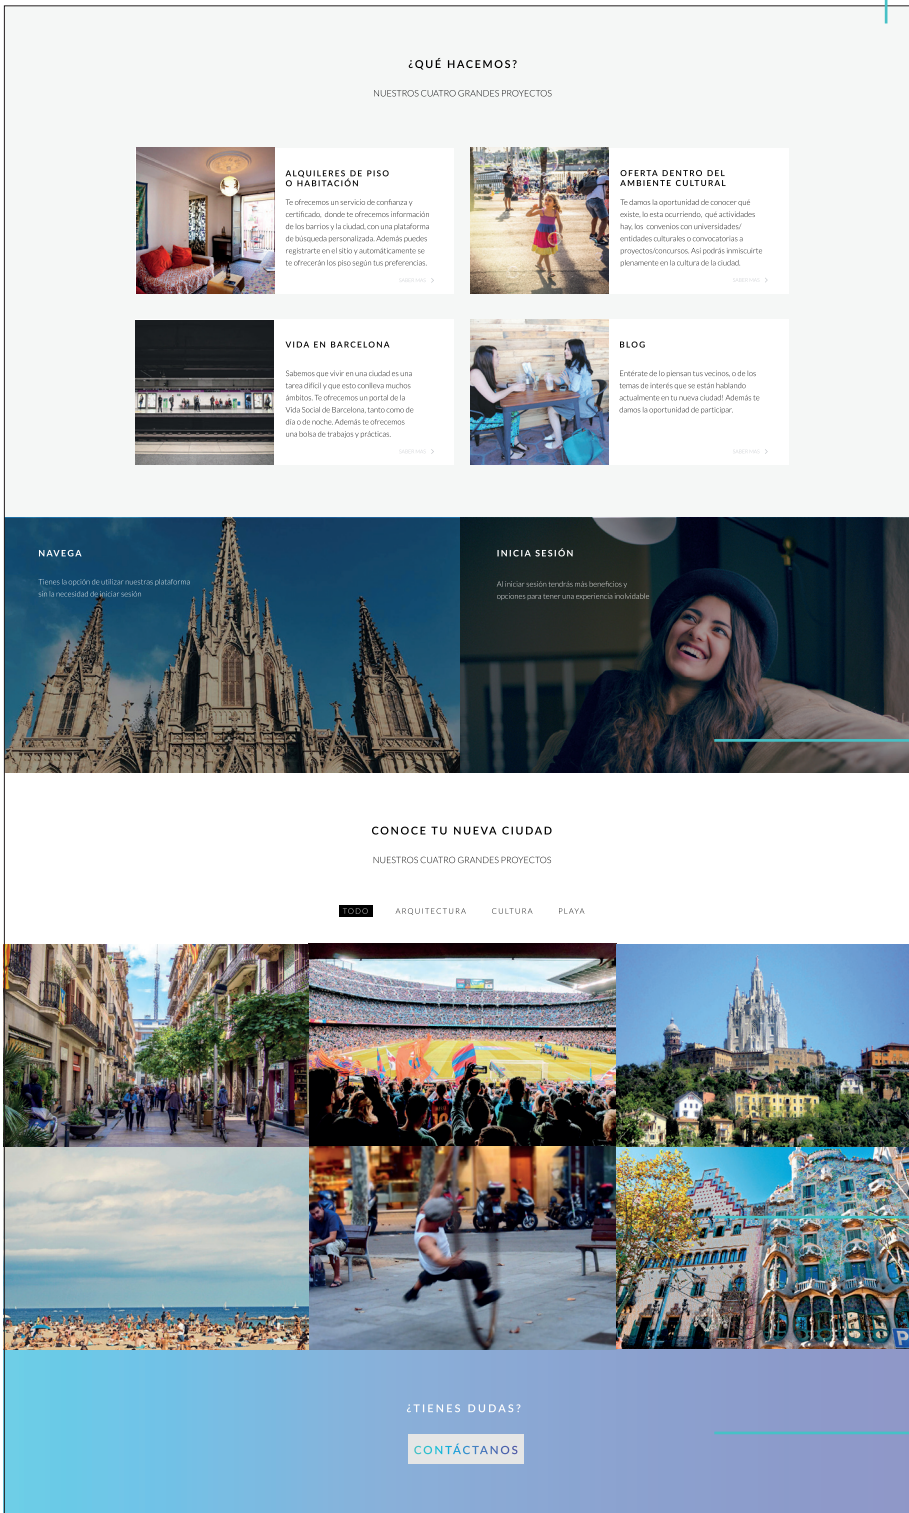 ¿QUÉ HACEMOS?
NUESTROS CUATRO GRANDES PROYECTOS
ALQUILERES DE PISO
O HABITACIÓN
Te ofrecemos un servicio de confianza y
certificado, donde te ofrecemos información
de los barrios y la ciudad, con una plataforma
de búsqueda personalizada. Además puedes
registrarte en el sitio y automáticamente se
te ofrecerán los piso según tus preferencias.
SABER MÁS
OFERTA DENTRO DEL
AMBIENTE CULTURAL
Te damos la oportunidad de conocer qué
existe, lo esta ocurriendo, qué actividades
hay, los convenios con universidades/
entidades culturales o convocatorias a
proyectos/concursos. Así podrás inmiscuirte
plenamente en la cultura de la ciudad.
SABER MÁS
VIDA EN BARCELONA
Sabemos que vivir en una ciudad es una
tarea difícil y que esto conlleva muchos
ámbitos. Te ofrecemos un portal de la
Vida Social de Barcelona, tanto como de
día o de noche. Además te ofrecemos
una bolsa de trabajos y prácticas.
SABER MÁS
BLOG
Entérate de lo piensan tus vecinos, o de los
temas de interés que se están hablando
actualmente en tu nueva ciudad! Además te
damos la oportunidad de participar.
SABER MÁS
NAVEGA
Tienes la opción de utilizar nuestras plataforma
sin la necesidad de iniciar sesión
INICIA SESIÓN
Al iniciar sesión tendrás más beneficios y
opciones para tener una experiencia inolvidable
CONOCE TU NUEVA CIUDAD
NUESTROS CUATRO GRANDES PROYECTOS
TODO ARQUITECTURA CULTURA PLAYA
10
P
¿TIENES DUDAS?
CONTÁCTANOS